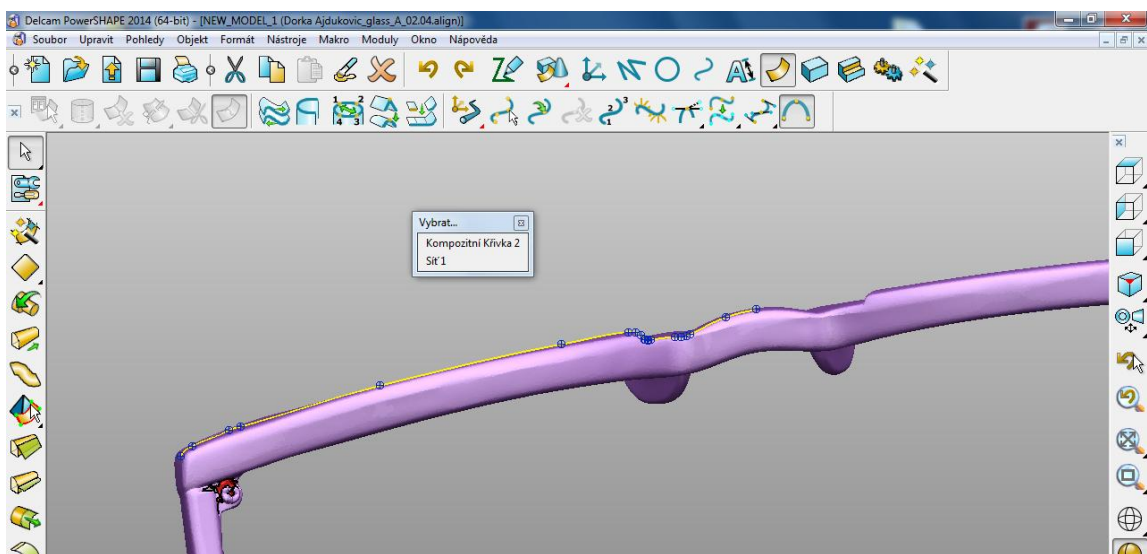 Delcam PowerSHAPE 2014 (64-bit) - [NEW_MODEL_1 (Dorka Ajdukovic_glass_A_02.04.align)]
Soubor Upravit Pohledy Objekt Formát Nástroje Makro Moduly Okno Nápověda
Vybrat...
Kompozitní Křivka 2
Síť 1